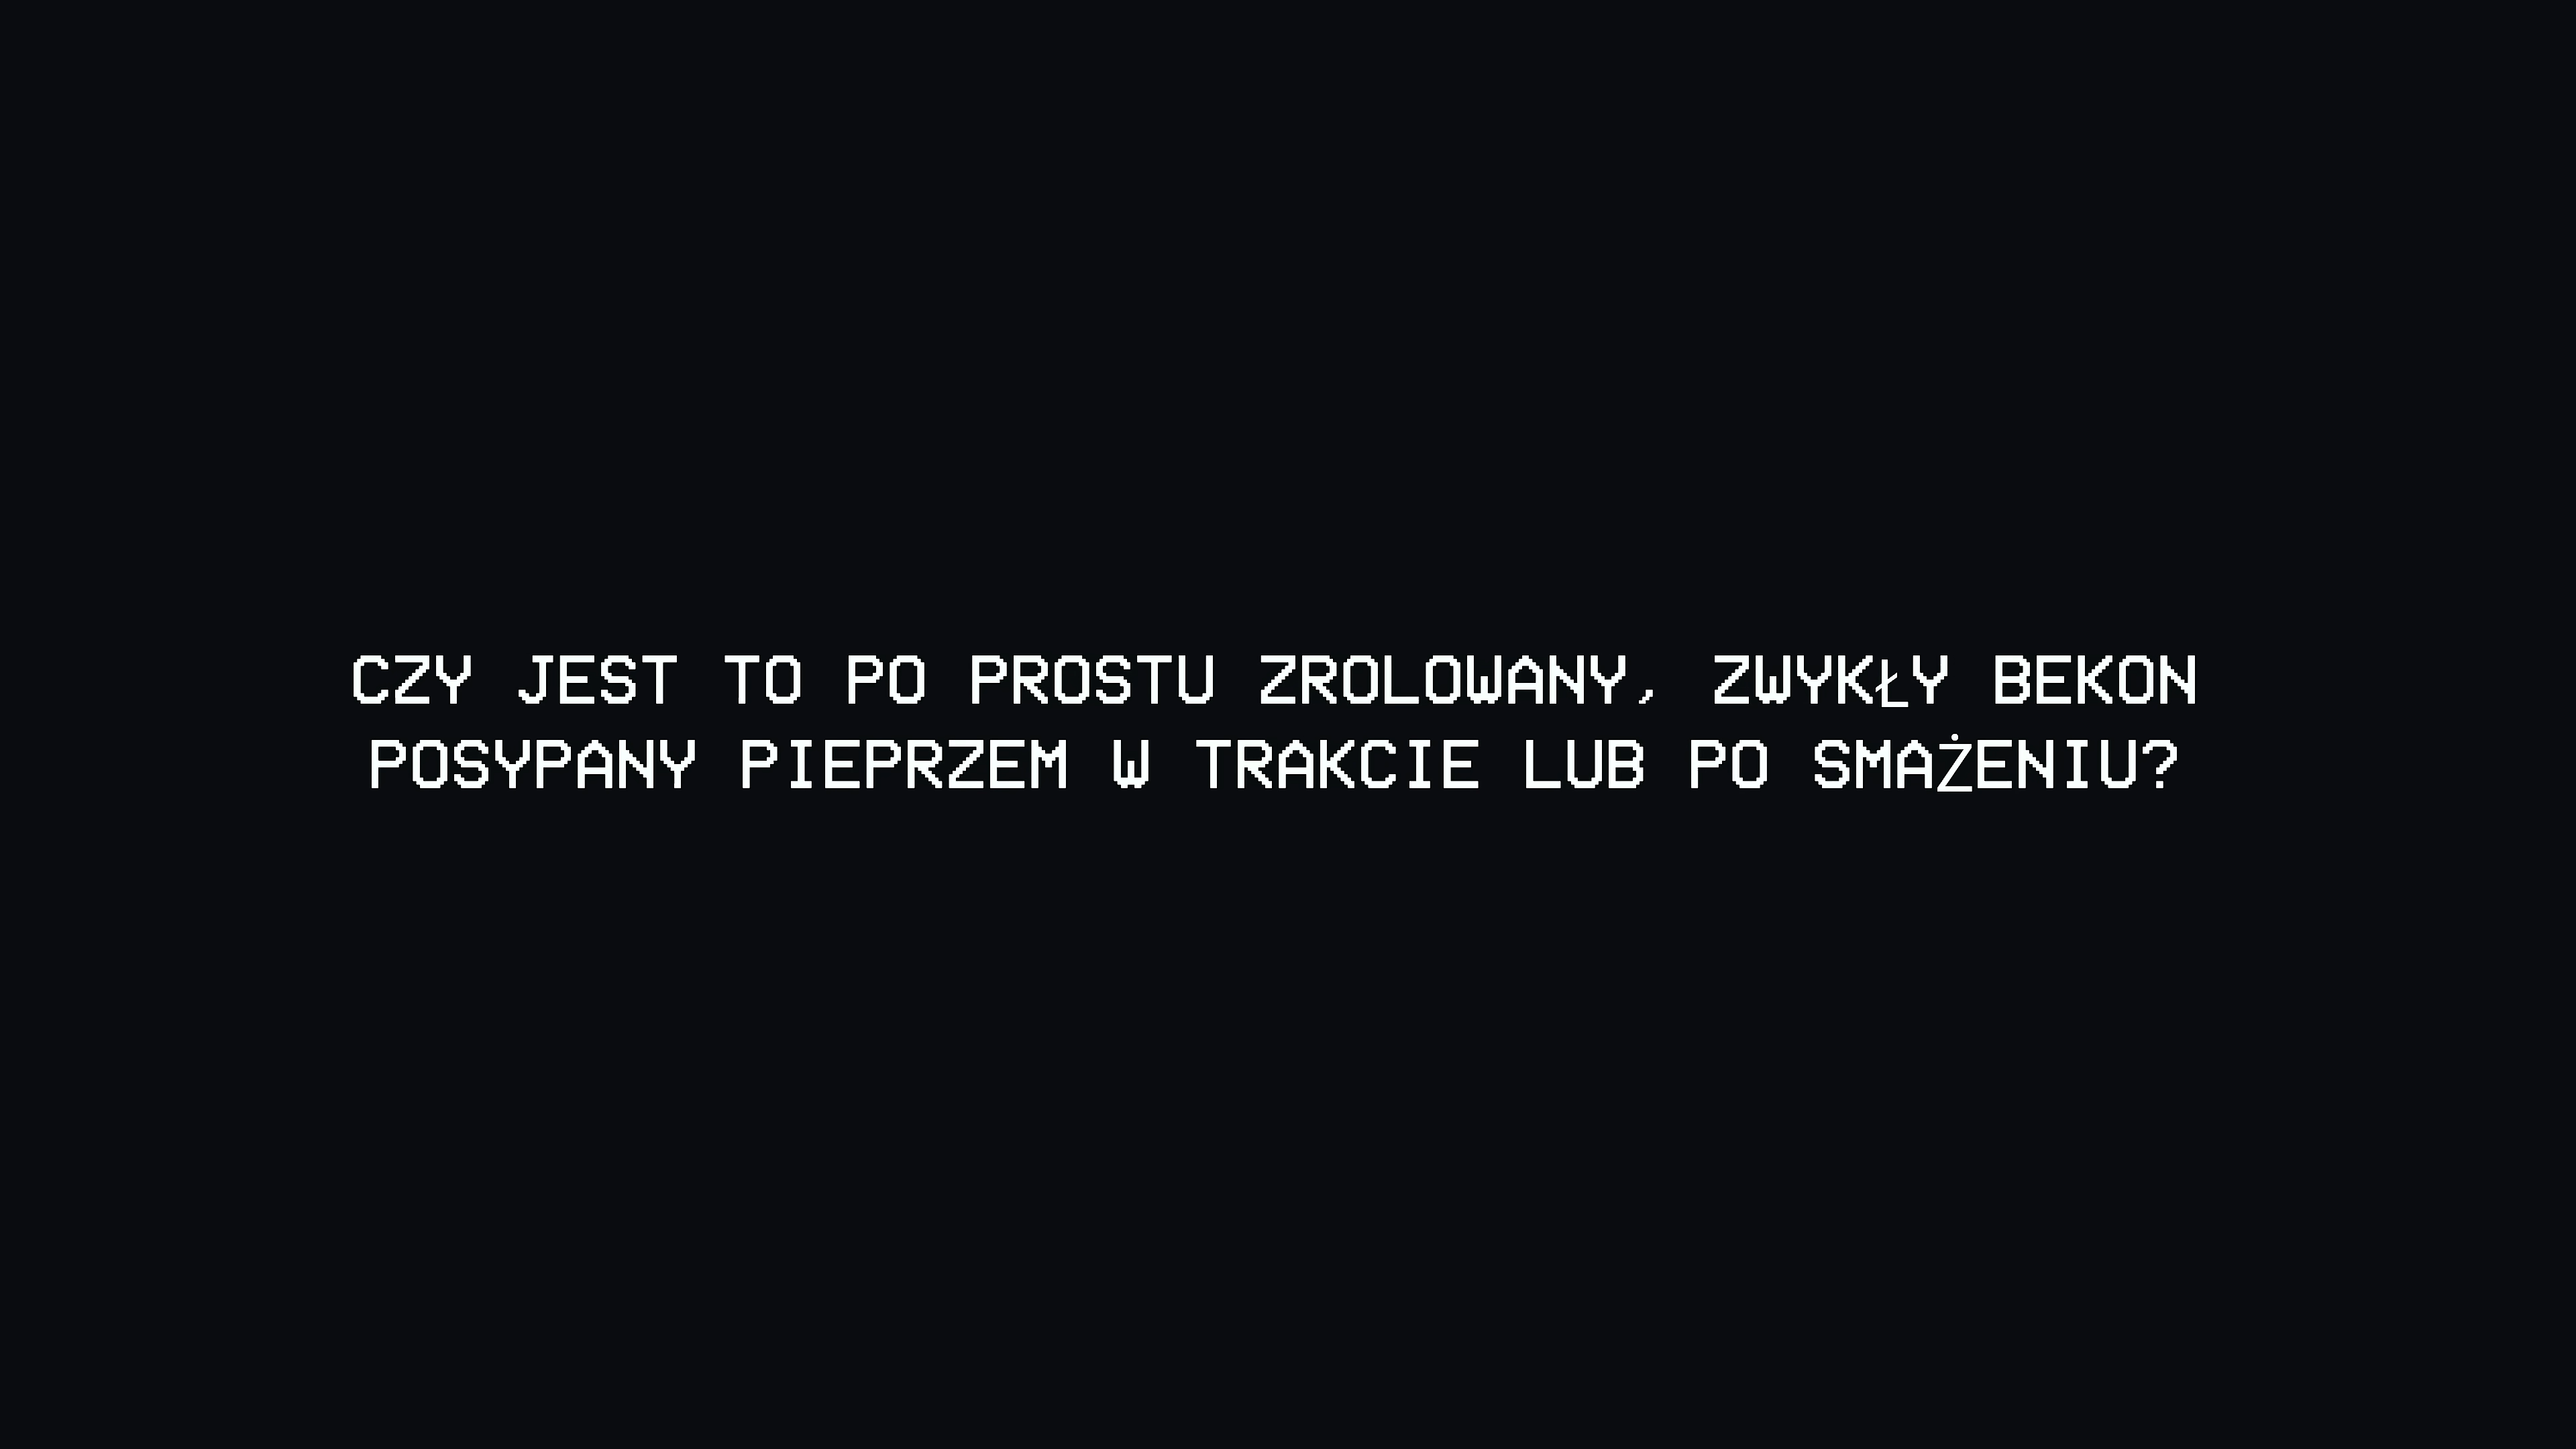 CZY JEST TO PO PROSTU ZROLOWANY, ZWYKŁY BEKON
POSYPANY PIEPRZEM W TRAKCIE LUB PO SMAŻENIU?